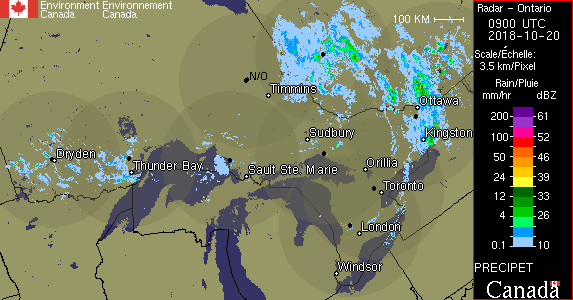 Environment Environnement
Canada Canada
100 KM
N/O
Timmins
Ottawa
Sudbury
Kingston
Dryden
Thunder Bay
Sault Ste. Marie
Orillia
Toronto
London
Windsor
Radar - Ontario
0900 UTC
2018-10-20
Scale/Échelle:
3.5 km/Pixel
Rain/Pluie
mm/hr dBZ
200 61
100 52
50 46
24 39
12 34
4 26
1 20
0.1 10
PRECIPET
Canada